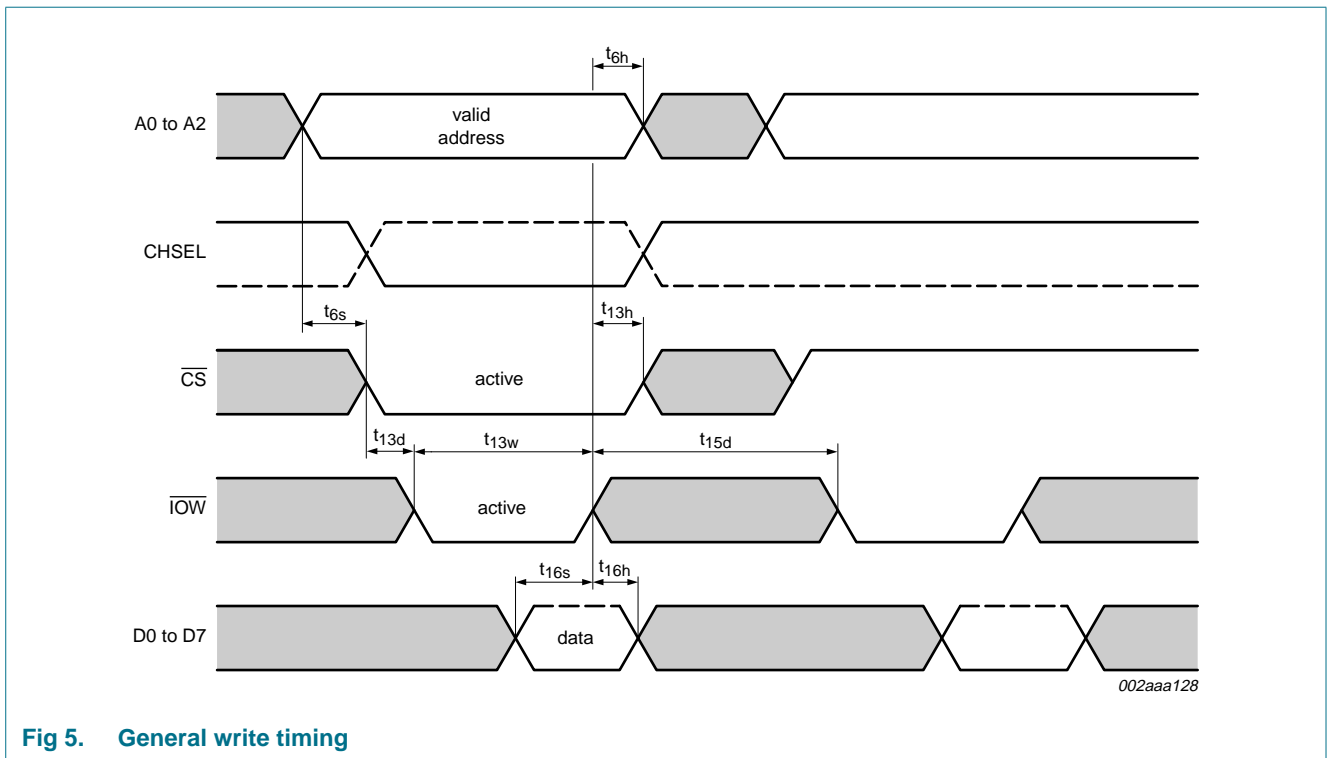 t6h
A0 to A2
valid
address
CHSEL
t6s
t13h
CS
active
t13d
t13w
t15d
IOW
active
t16s
t16h
D0 to D7
data
002aaa128
Fig 5. General write timing